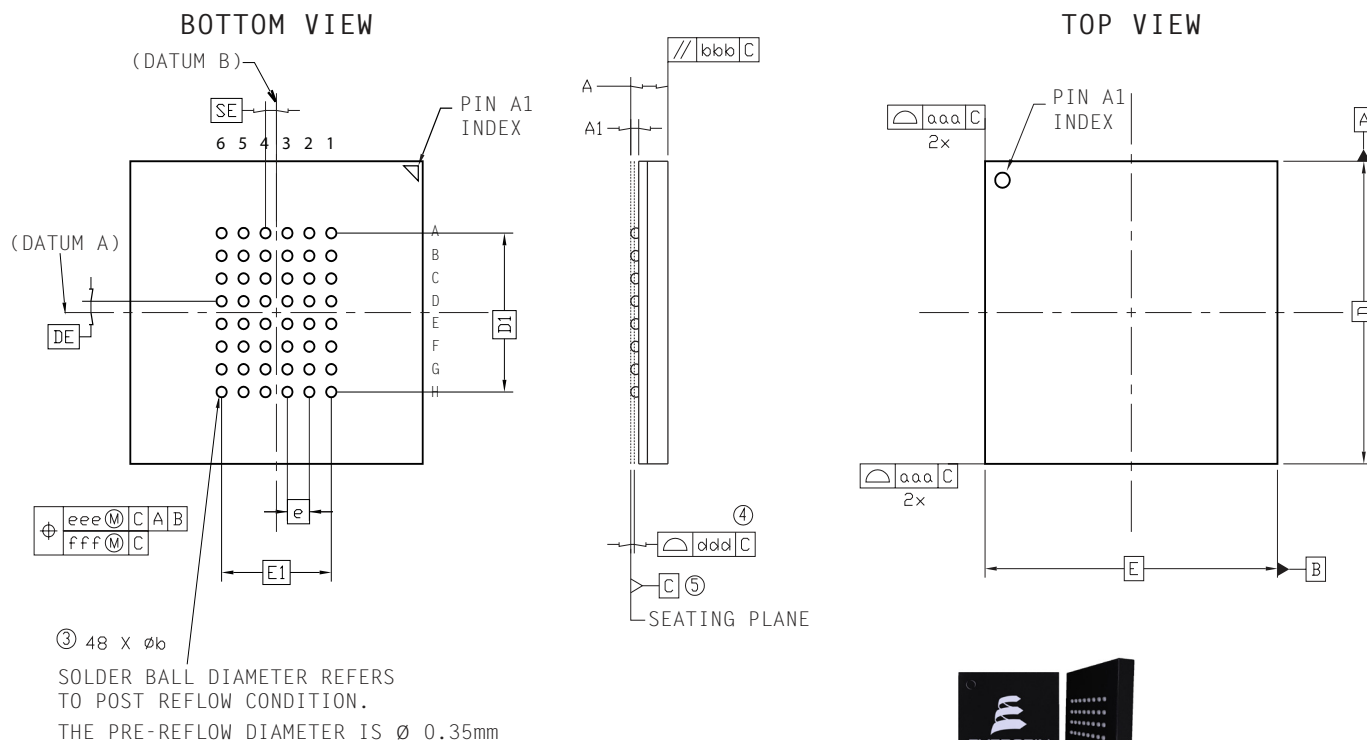 BOTTOM VIEW
TOP VIEW
(DATUM B)
// bbb C
SE
A
PIN A1
INDEX
PIN A1
INDEX
aaa C
2x
A
A1
6 5 4 3 2 1
(DATUM A)
A
B
C
D
E
F
G
H
DE
D1
D
aaa C
2x
eee Ⓜ C A B
fff Ⓜ C
e
E1
④
ddd C
C ⑤
E
B
SEATING PLANE
③ 48 X Øb
SOLDER BALL DIAMETER REFERS
TO POST REFLOW CONDITION.
THE PRE-REFLOW DIAMETER IS Ø 0.35mm